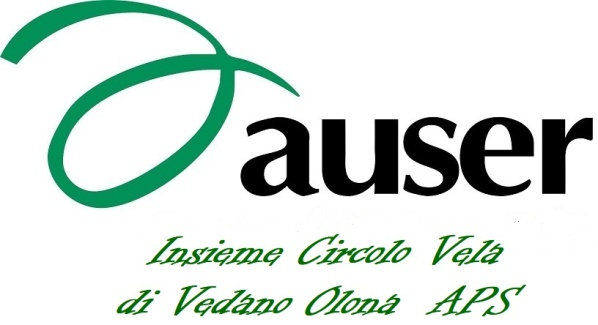 auser
Insieme Circolo Vela
di Vedano Olona APS